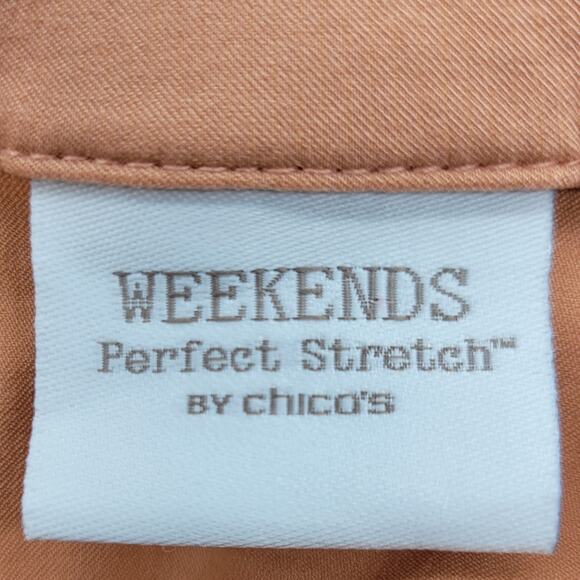 WEEKENDS
Perfect Stretch™
BY chico's